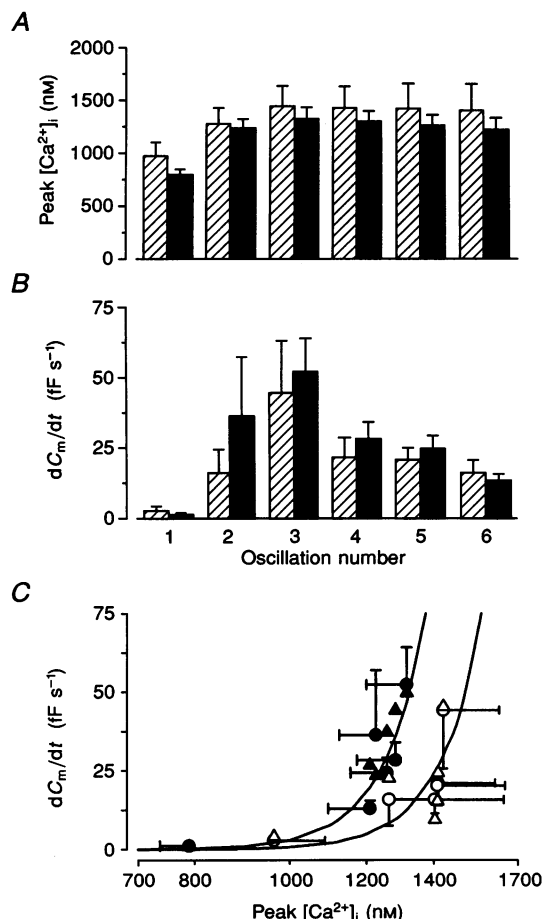 A
2000
1500
1000
500
0
Peak [Ca²⁺]ᵢ (nM)
B
75
50
25
0
dCₘ/dt (fF s⁻¹)
1 2 3 4 5 6
Oscillation number
C
75
50
25
0
dCₘ/dt (fF s⁻¹)
700 800 1000 1200 1400 1700
Peak [Ca²⁺]ᵢ (nM)